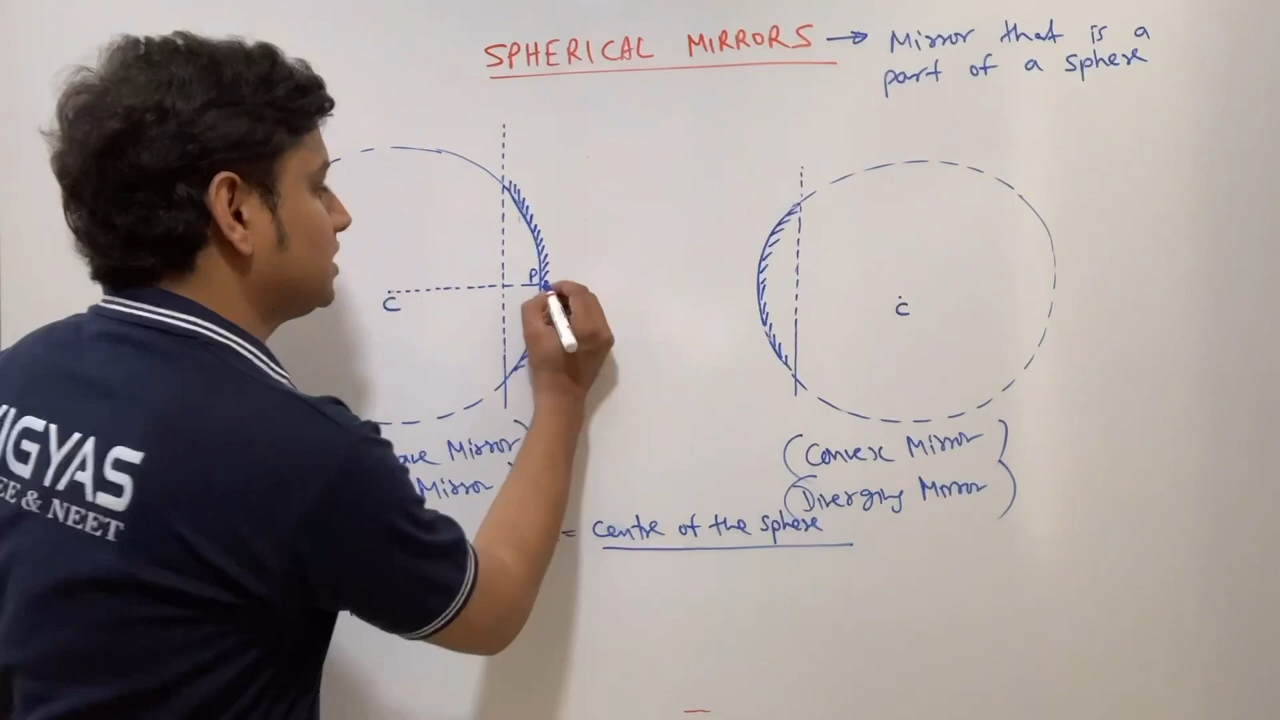 SPHERICAL MIRRORS → Mirror that is a
part of a sphere
P
C
C
Mirror
Mirror
(Convex Mirror)
(Diverging Mirror)
= centre of the sphere
IGYAS
EE & NEET